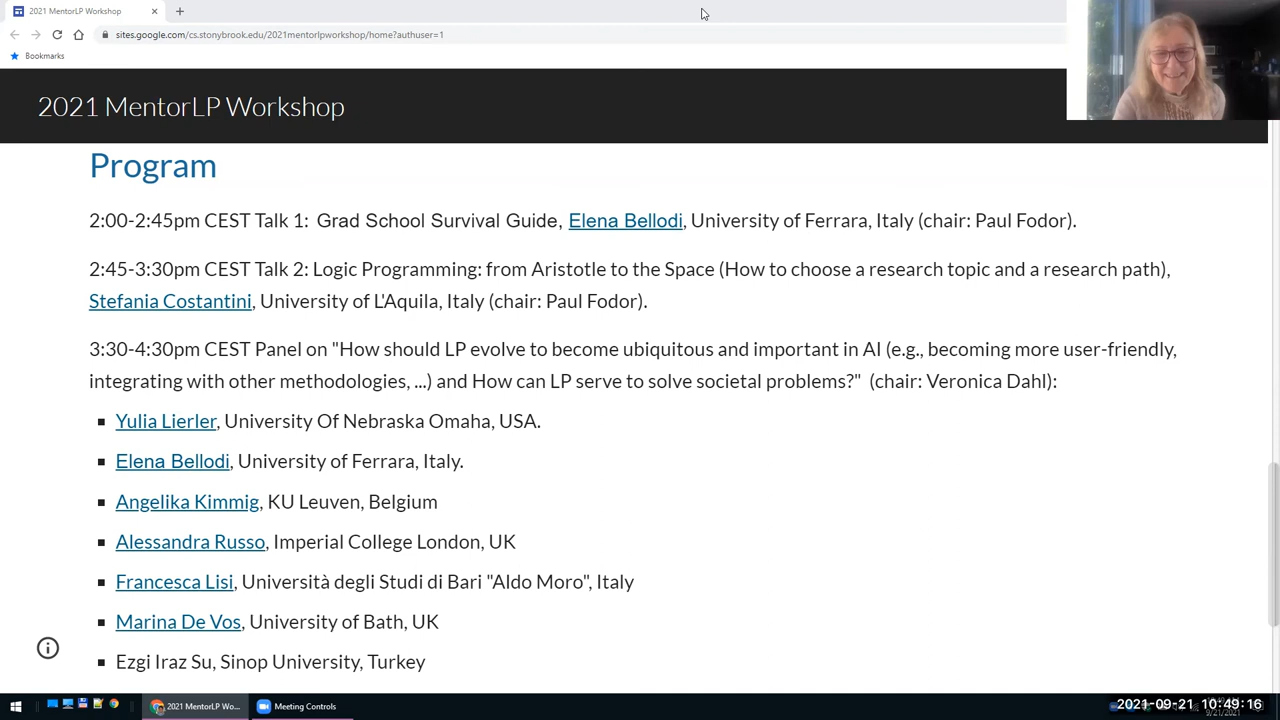 2021 MentorLP Workshop
sites.google.com/cs.stonybrook.edu/2021mentorlpworkshop/home?authuser=1
Bookmarks
2021 MentorLP Workshop
Program
2:00-2:45pm CEST Talk 1: Grad School Survival Guide, Elena Bellodi, University of Ferrara, Italy (chair: Paul Fodor).
2:45-3:30pm CEST Talk 2: Logic Programming: from Aristotle to the Space (How to choose a research topic and a research path),
Stefania Costantini, University of L'Aquila, Italy (chair: Paul Fodor).
3:30-4:30pm CEST Panel on "How should LP evolve to become ubiquitous and important in AI (e.g., becoming more user-friendly,
integrating with other methodologies, ...) and How can LP serve to solve societal problems?" (chair: Veronica Dahl):
▪ Yulia Lierler, University Of Nebraska Omaha, USA.
▪ Elena Bellodi, University of Ferrara, Italy.
▪ Angelika Kimmig, KU Leuven, Belgium
▪ Alessandra Russo, Imperial College London, UK
▪ Francesca Lisi, Università degli Studi di Bari "Aldo Moro", Italy
▪ Marina De Vos, University of Bath, UK
▪ Ezgi Iraz Su, Sinop University, Turkey
2021 MentorLP Wo...
Meeting Controls
2021-09-21 10:49:16